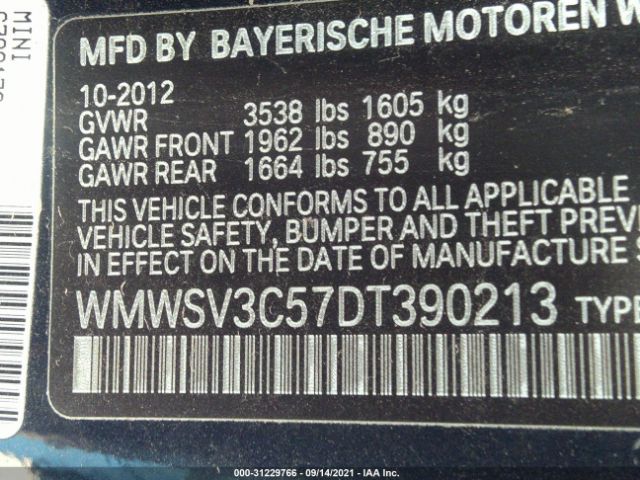 MFD BY BAYERISCHE MOTOREN
10-2012
GVWR 3538 lbs 1605 kg
GAWR FRONT 1962 lbs 890 kg
GAWR REAR 1664 lbs 755 kg
THIS VEHICLE CONFORMS TO ALL APPLICABLE
VEHICLE SAFETY, BUMPER AND THEFT PREV
IN EFFECT ON THE DATE OF MANUFACTURE
WMWSV3C57DT390213 TYPE
MINI
000-31229766 - 09/14/2021 - IAA Inc.